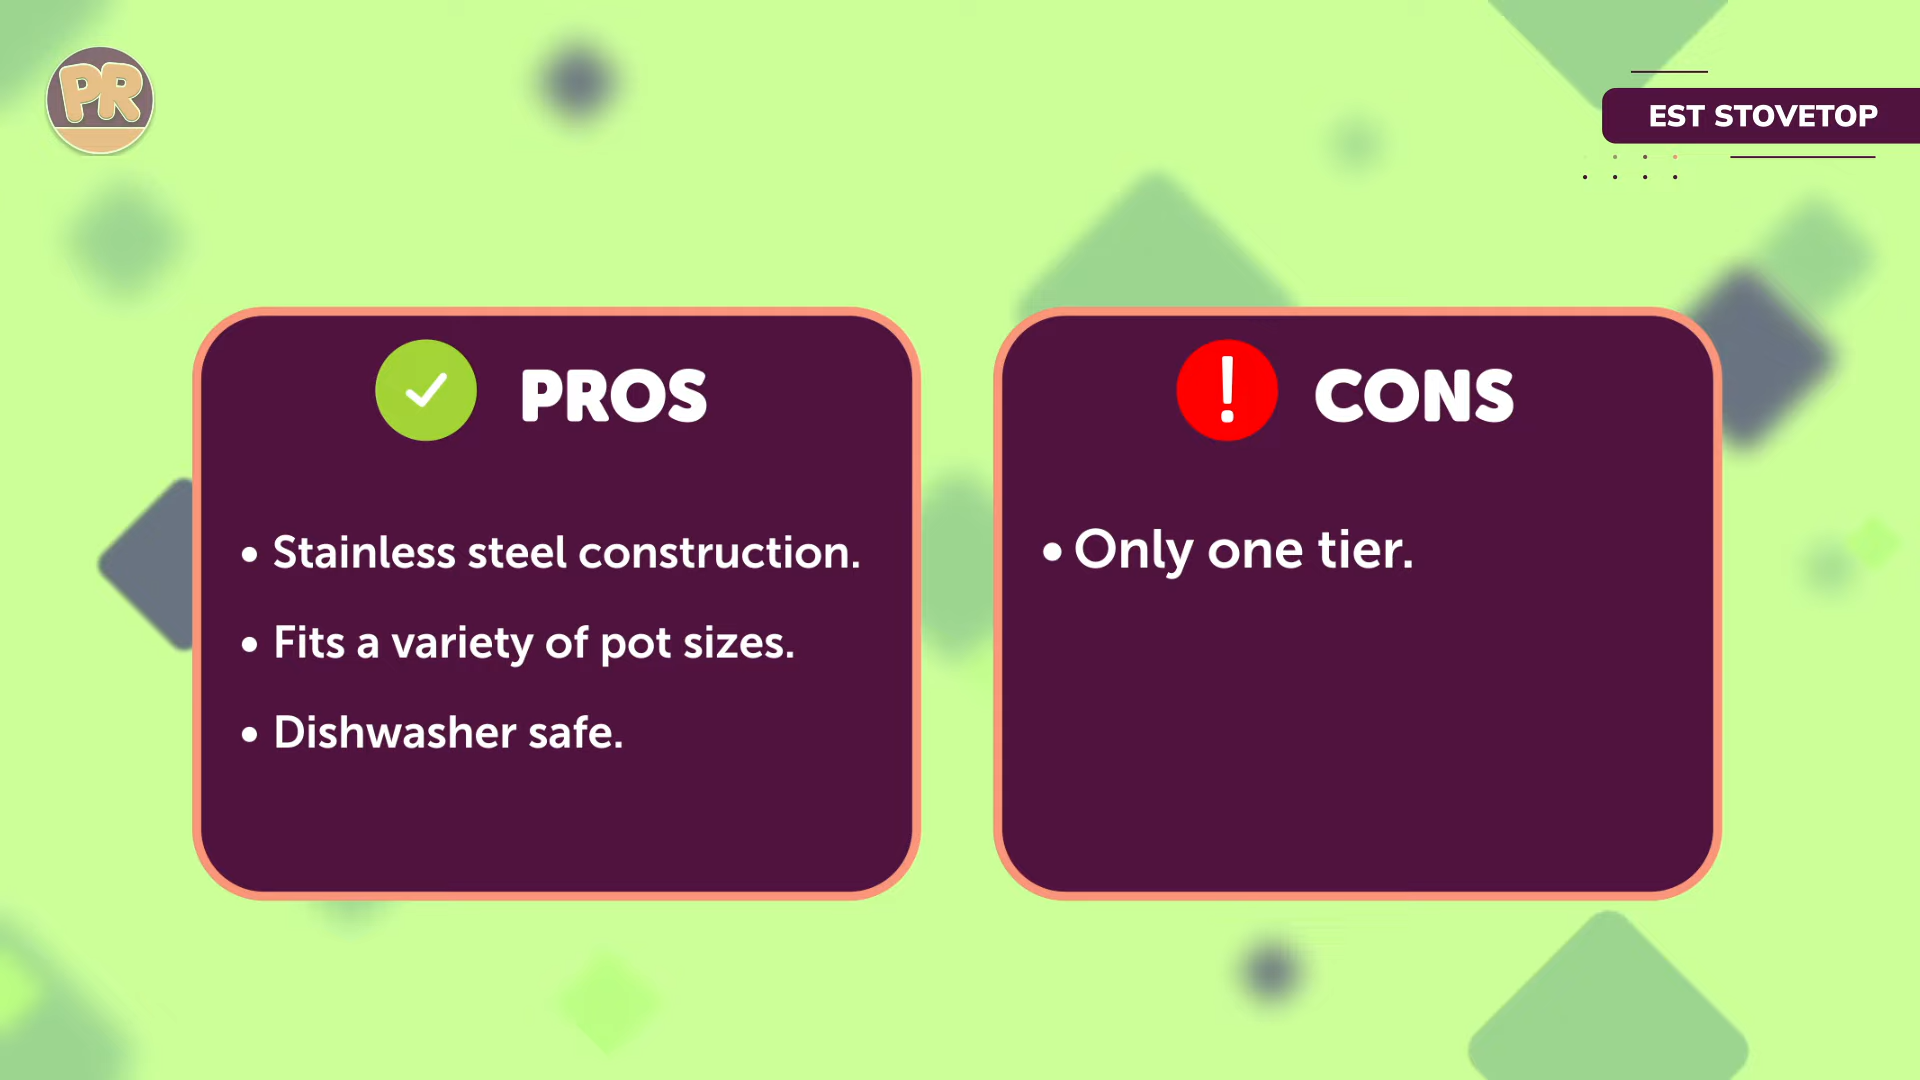 PR
EST STOVETOP
PROS
• Stainless steel construction.
• Fits a variety of pot sizes.
• Dishwasher safe.
CONS
• Only one tier.